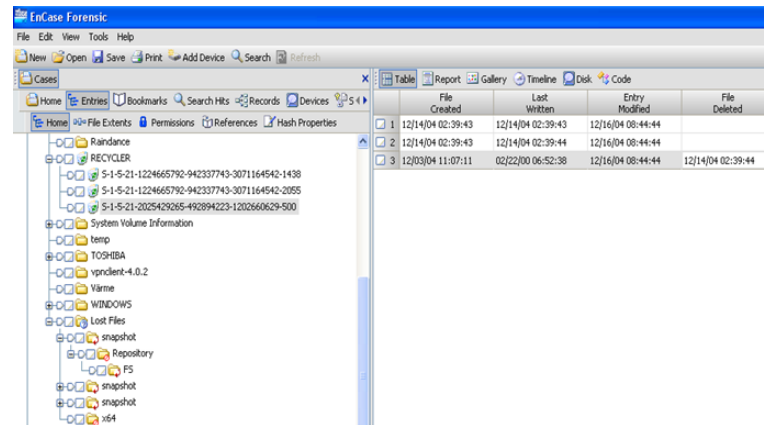 EnCase Forensic
File Edit View Tools Help
New Open Save Print Add Device Search Refresh
Cases
Table Report Gallery Timeline Disk Code
Home Entries Bookmarks Search Hits Records Devices S
Home File Extents Permissions References Hash Properties
File Created Last Written Entry Modified File Deleted
1 12/14/04 02:39:43 12/14/04 02:39:43 12/16/04 08:44:44
2 12/14/04 02:39:43 12/14/04 02:39:44 12/16/04 08:44:44
3 12/03/04 11:07:11 02/22/00 06:52:38 12/16/04 08:44:44 12/14/04 02:39:44
Raindance
RECYCLER
S-1-5-21-1224665792-942337743-3071164542-1438
S-1-5-21-1224665792-942337743-3071164542-2055
S-1-5-21-2025429265-492894223-1202660629-500
System Volume Information
temp
TOSHIBA
vpnclient-4.0.2
Värme
WINDOWS
Lost Files
snapshot
Repository
FS
snapshot
snapshot
x64